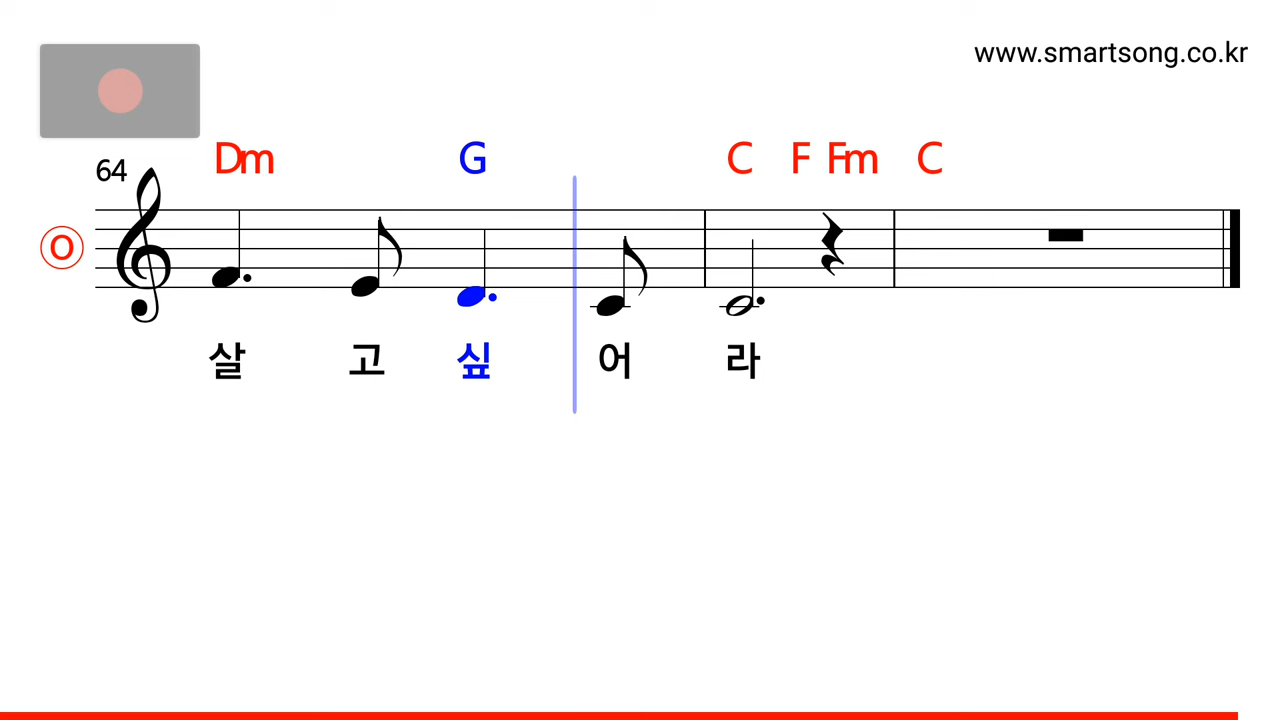 www.smartsong.co.kr
64 Dm G C F Fm C
O
살 고 싶 어 라